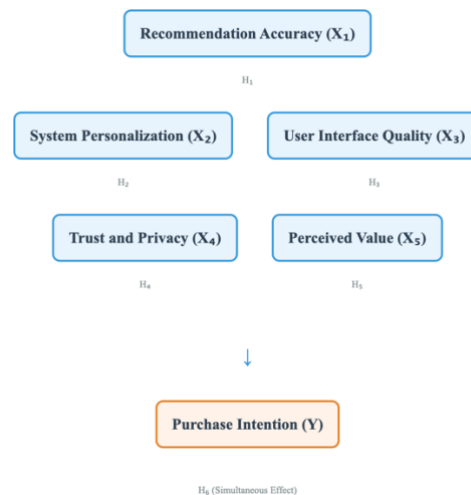 Recommendation Accuracy (X₁)
H₁
System Personalization (X₂)
User Interface Quality (X₃)
H₂
H₃
Trust and Privacy (X₄)
Perceived Value (X₅)
H₄
H₅
↓
Purchase Intention (Y)
H₆ (Simultaneous Effect)